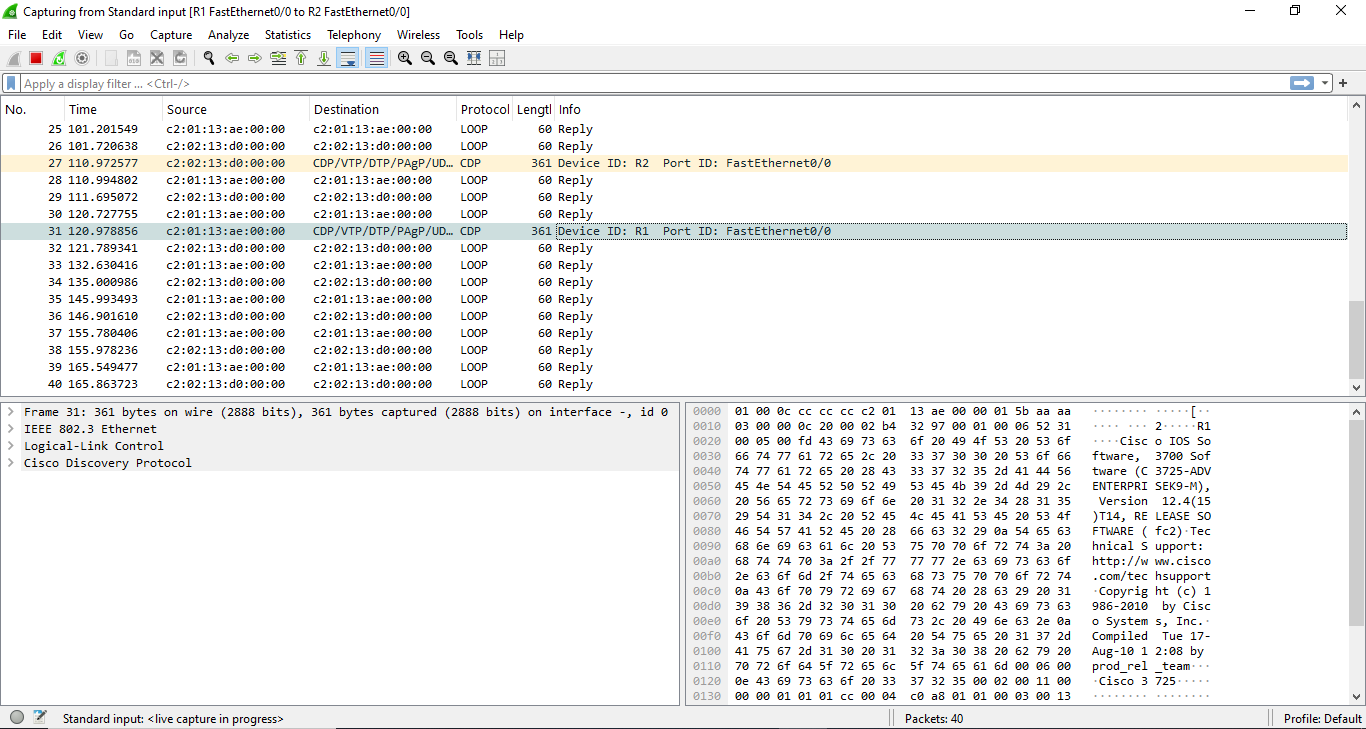 Capturing from Standard input [R1 FastEthernet0/0 to R2 FastEthernet0/0]
File Edit View Go Capture Analyze Statistics Telephony Wireless Tools Help
Apply a display filter ... <Ctrl-/>
No. Time Source Destination Protocol Lengtl Info
25 101.201549 c2:01:13:ae:00:00 c2:01:13:ae:00:00 LOOP 60 Reply
26 101.720638 c2:02:13:d0:00:00 c2:02:13:d0:00:00 LOOP 60 Reply
27 110.972577 c2:02:13:d0:00:00 CDP/VTP/DTP/PAgP/UD… CDP 361 Device ID: R2 Port ID: FastEthernet0/0
28 110.994802 c2:01:13:ae:00:00 c2:01:13:ae:00:00 LOOP 60 Reply
29 111.695072 c2:02:13:d0:00:00 c2:02:13:d0:00:00 LOOP 60 Reply
30 120.727755 c2:01:13:ae:00:00 c2:01:13:ae:00:00 LOOP 60 Reply
31 120.978856 c2:01:13:ae:00:00 CDP/VTP/DTP/PAgP/UD… CDP 361 Device ID: R1 Port ID: FastEthernet0/0
32 121.789341 c2:02:13:d0:00:00 c2:02:13:d0:00:00 LOOP 60 Reply
33 132.630416 c2:01:13:ae:00:00 c2:01:13:ae:00:00 LOOP 60 Reply
34 135.000986 c2:02:13:d0:00:00 c2:02:13:d0:00:00 LOOP 60 Reply
35 145.993493 c2:01:13:ae:00:00 c2:01:13:ae:00:00 LOOP 60 Reply
36 146.901610 c2:02:13:d0:00:00 c2:02:13:d0:00:00 LOOP 60 Reply
37 155.780406 c2:01:13:ae:00:00 c2:01:13:ae:00:00 LOOP 60 Reply
38 155.978236 c2:02:13:d0:00:00 c2:02:13:d0:00:00 LOOP 60 Reply
39 165.549477 c2:01:13:ae:00:00 c2:01:13:ae:00:00 LOOP 60 Reply
40 165.863723 c2:02:13:d0:00:00 c2:02:13:d0:00:00 LOOP 60 Reply
Frame 31: 361 bytes on wire (2888 bits), 361 bytes captured (2888 bits) on interface -, id 0
IEEE 802.3 Ethernet
Logical-Link Control
Cisco Discovery Protocol
0000 01 00 0c cc cc cc c2 01 13 ae 00 00 01 5b aa aa ········ ·····[··
0010 03 00 00 0c 20 00 02 b4 32 97 00 01 00 06 52 31 ···· ··· 2·····R1
0020 00 05 00 fd 43 69 73 63 6f 20 49 4f 53 20 53 6f ····Cisc o IOS So
0030 66 74 77 61 72 65 2c 20 33 37 30 30 20 53 6f 66 ftware, 3700 Sof
0040 74 77 61 72 65 20 28 43 33 37 32 35 2d 41 44 56 tware (C 3725-ADV
0050 45 4e 54 45 52 50 52 49 53 45 4b 39 2d 4d 29 2c ENTERPRI SEK9-M),
0060 20 56 65 72 73 69 6f 6e 20 31 32 2e 34 28 31 35 Version 12.4(15
0070 29 54 31 34 2c 20 52 45 4c 45 41 53 45 20 53 4f )T14, RE LEASE SO
0080 46 54 57 41 52 45 20 28 66 63 32 29 0a 54 65 63 FTWARE ( fc2)·Tec
0090 68 6e 69 63 61 6c 20 53 75 70 70 6f 72 74 3a 20 hnical S upport:
00a0 68 74 74 70 3a 2f 2f 77 77 77 2e 63 69 73 63 6f http://w ww.cisco
00b0 2e 63 6f 6d 2f 74 65 63 68 73 75 70 70 6f 72 74 .com/tec hsupport
00c0 0a 43 6f 70 79 72 69 67 68 74 20 28 63 29 20 31 ·Copyrig ht (c) 1
00d0 39 38 36 2d 32 30 31 30 20 62 79 20 43 69 73 63 986-2010 by Cisc
00e0 6f 20 53 79 73 74 65 6d 73 2c 20 49 6e 63 2e 0a o System s, Inc.·
00f0 43 6f 6d 70 69 6c 65 64 20 54 75 65 20 31 37 2d Compiled Tue 17-
0100 41 75 67 2d 31 30 20 31 32 3a 30 38 20 62 79 20 Aug-10 1 2:08 by
0110 70 72 6f 64 5f 72 65 6c 5f 74 65 61 6d 00 06 00 prod_rel _team···
0120 0e 43 69 73 63 6f 20 33 37 32 35 00 02 00 11 00 ·Cisco 3 725·····
0130 00 00 01 01 01 cc 00 04 c0 a8 01 01 00 03 00 13 ········ ········
Standard input: <live capture in progress> Packets: 40 Profile: Default